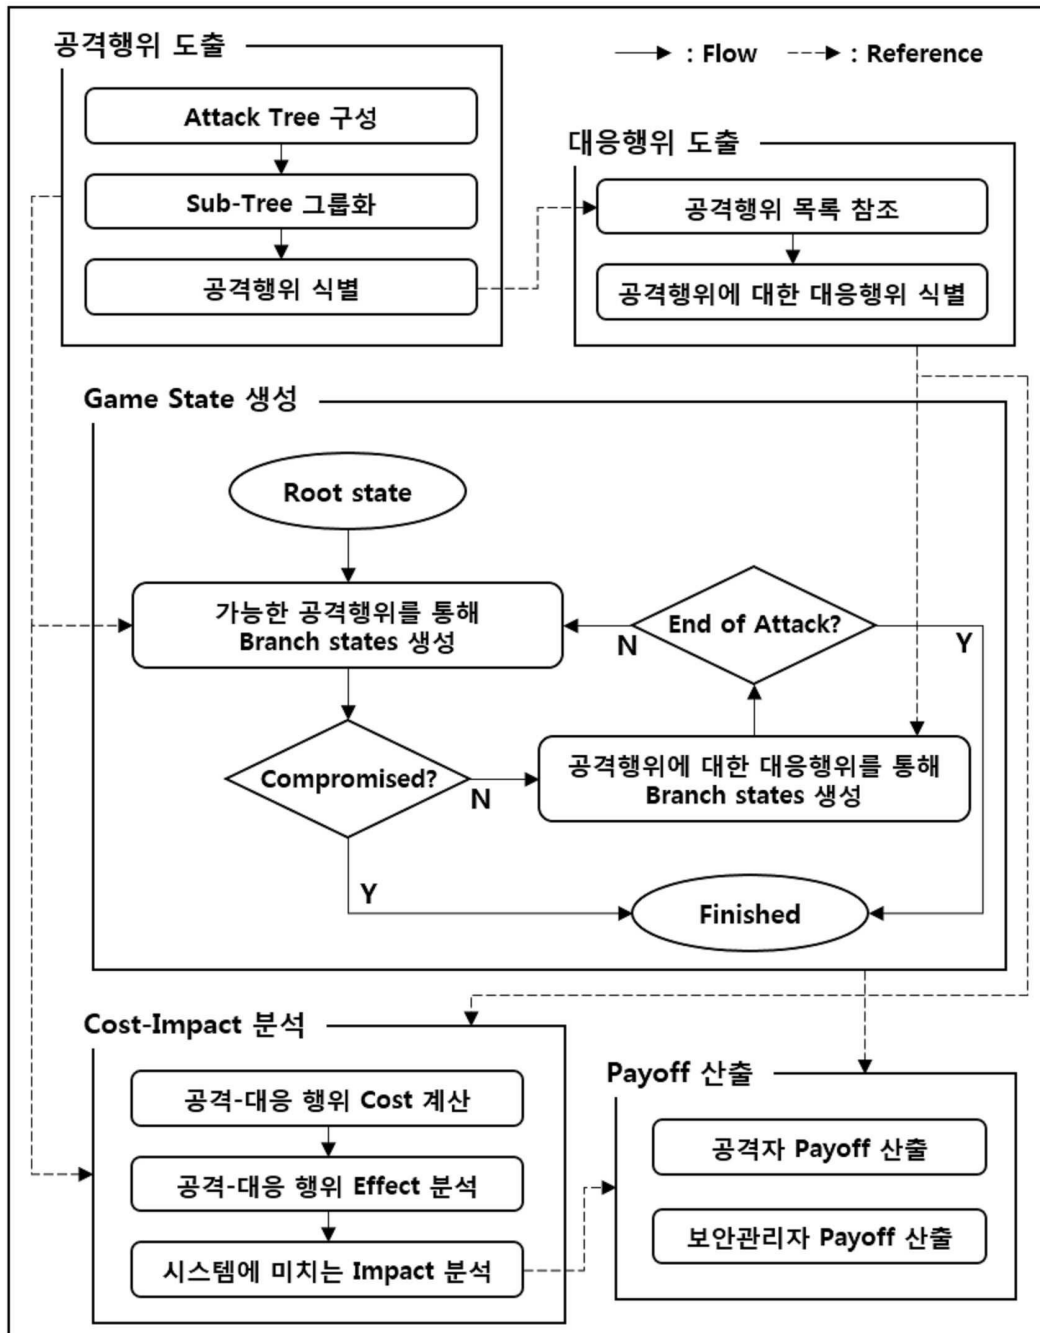 공격행위 도출
: Flow
: Reference
Attack Tree 구성
Sub-Tree 그룹화
공격행위 식별
대응행위 도출
공격행위 목록 참조
공격행위에 대한 대응행위 식별
Game State 생성
Root state
가능한 공격행위를 통해
Branch states 생성
End of Attack?
N
Y
Compromised?
N
공격행위에 대한 대응행위를 통해
Branch states 생성
Y
Finished
Cost-Impact 분석
공격-대응 행위 Cost 계산
공격-대응 행위 Effect 분석
시스템에 미치는 Impact 분석
Payoff 산출
공격자 Payoff 산출
보안관리자 Payoff 산출